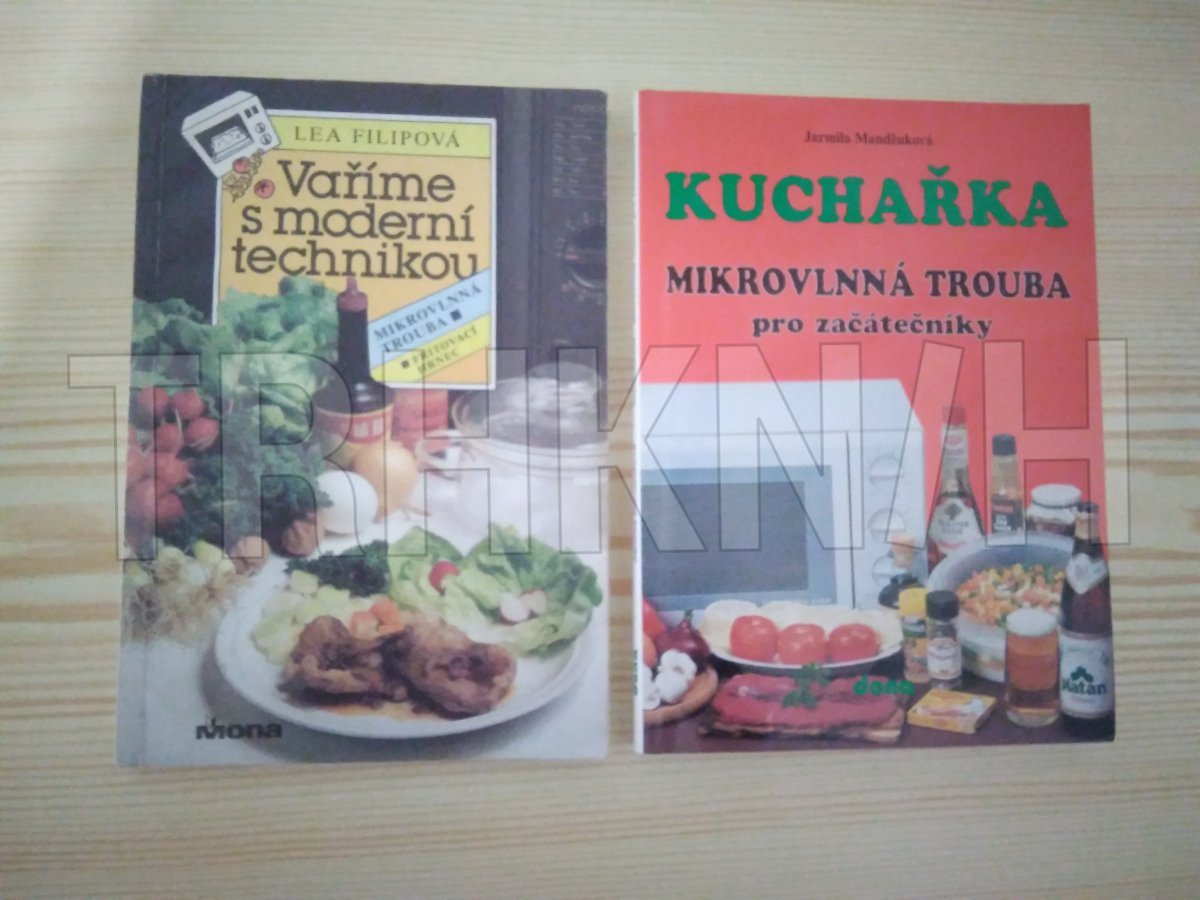 LEA FILIPOVÁ
Vaříme
s moderní
technikou
MIKROVLNNÁ
TROUBA
FRITOVACÍ
HRNEC
mona
Jarmila Mandžuková
KUCHAŘKA
MIKROVLNNÁ TROUBA
pro začátečníky
dona
Platan
TRHKNIH